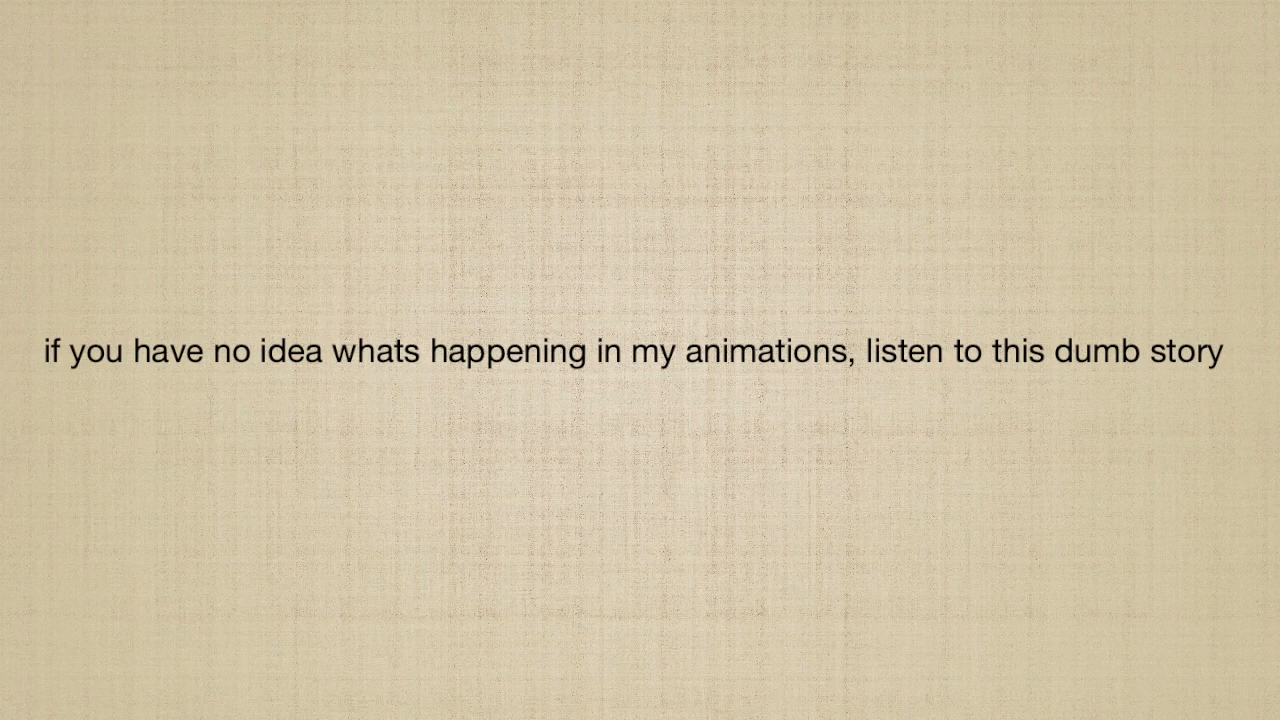 if you have no idea whats happening in my animations, listen to this dumb story